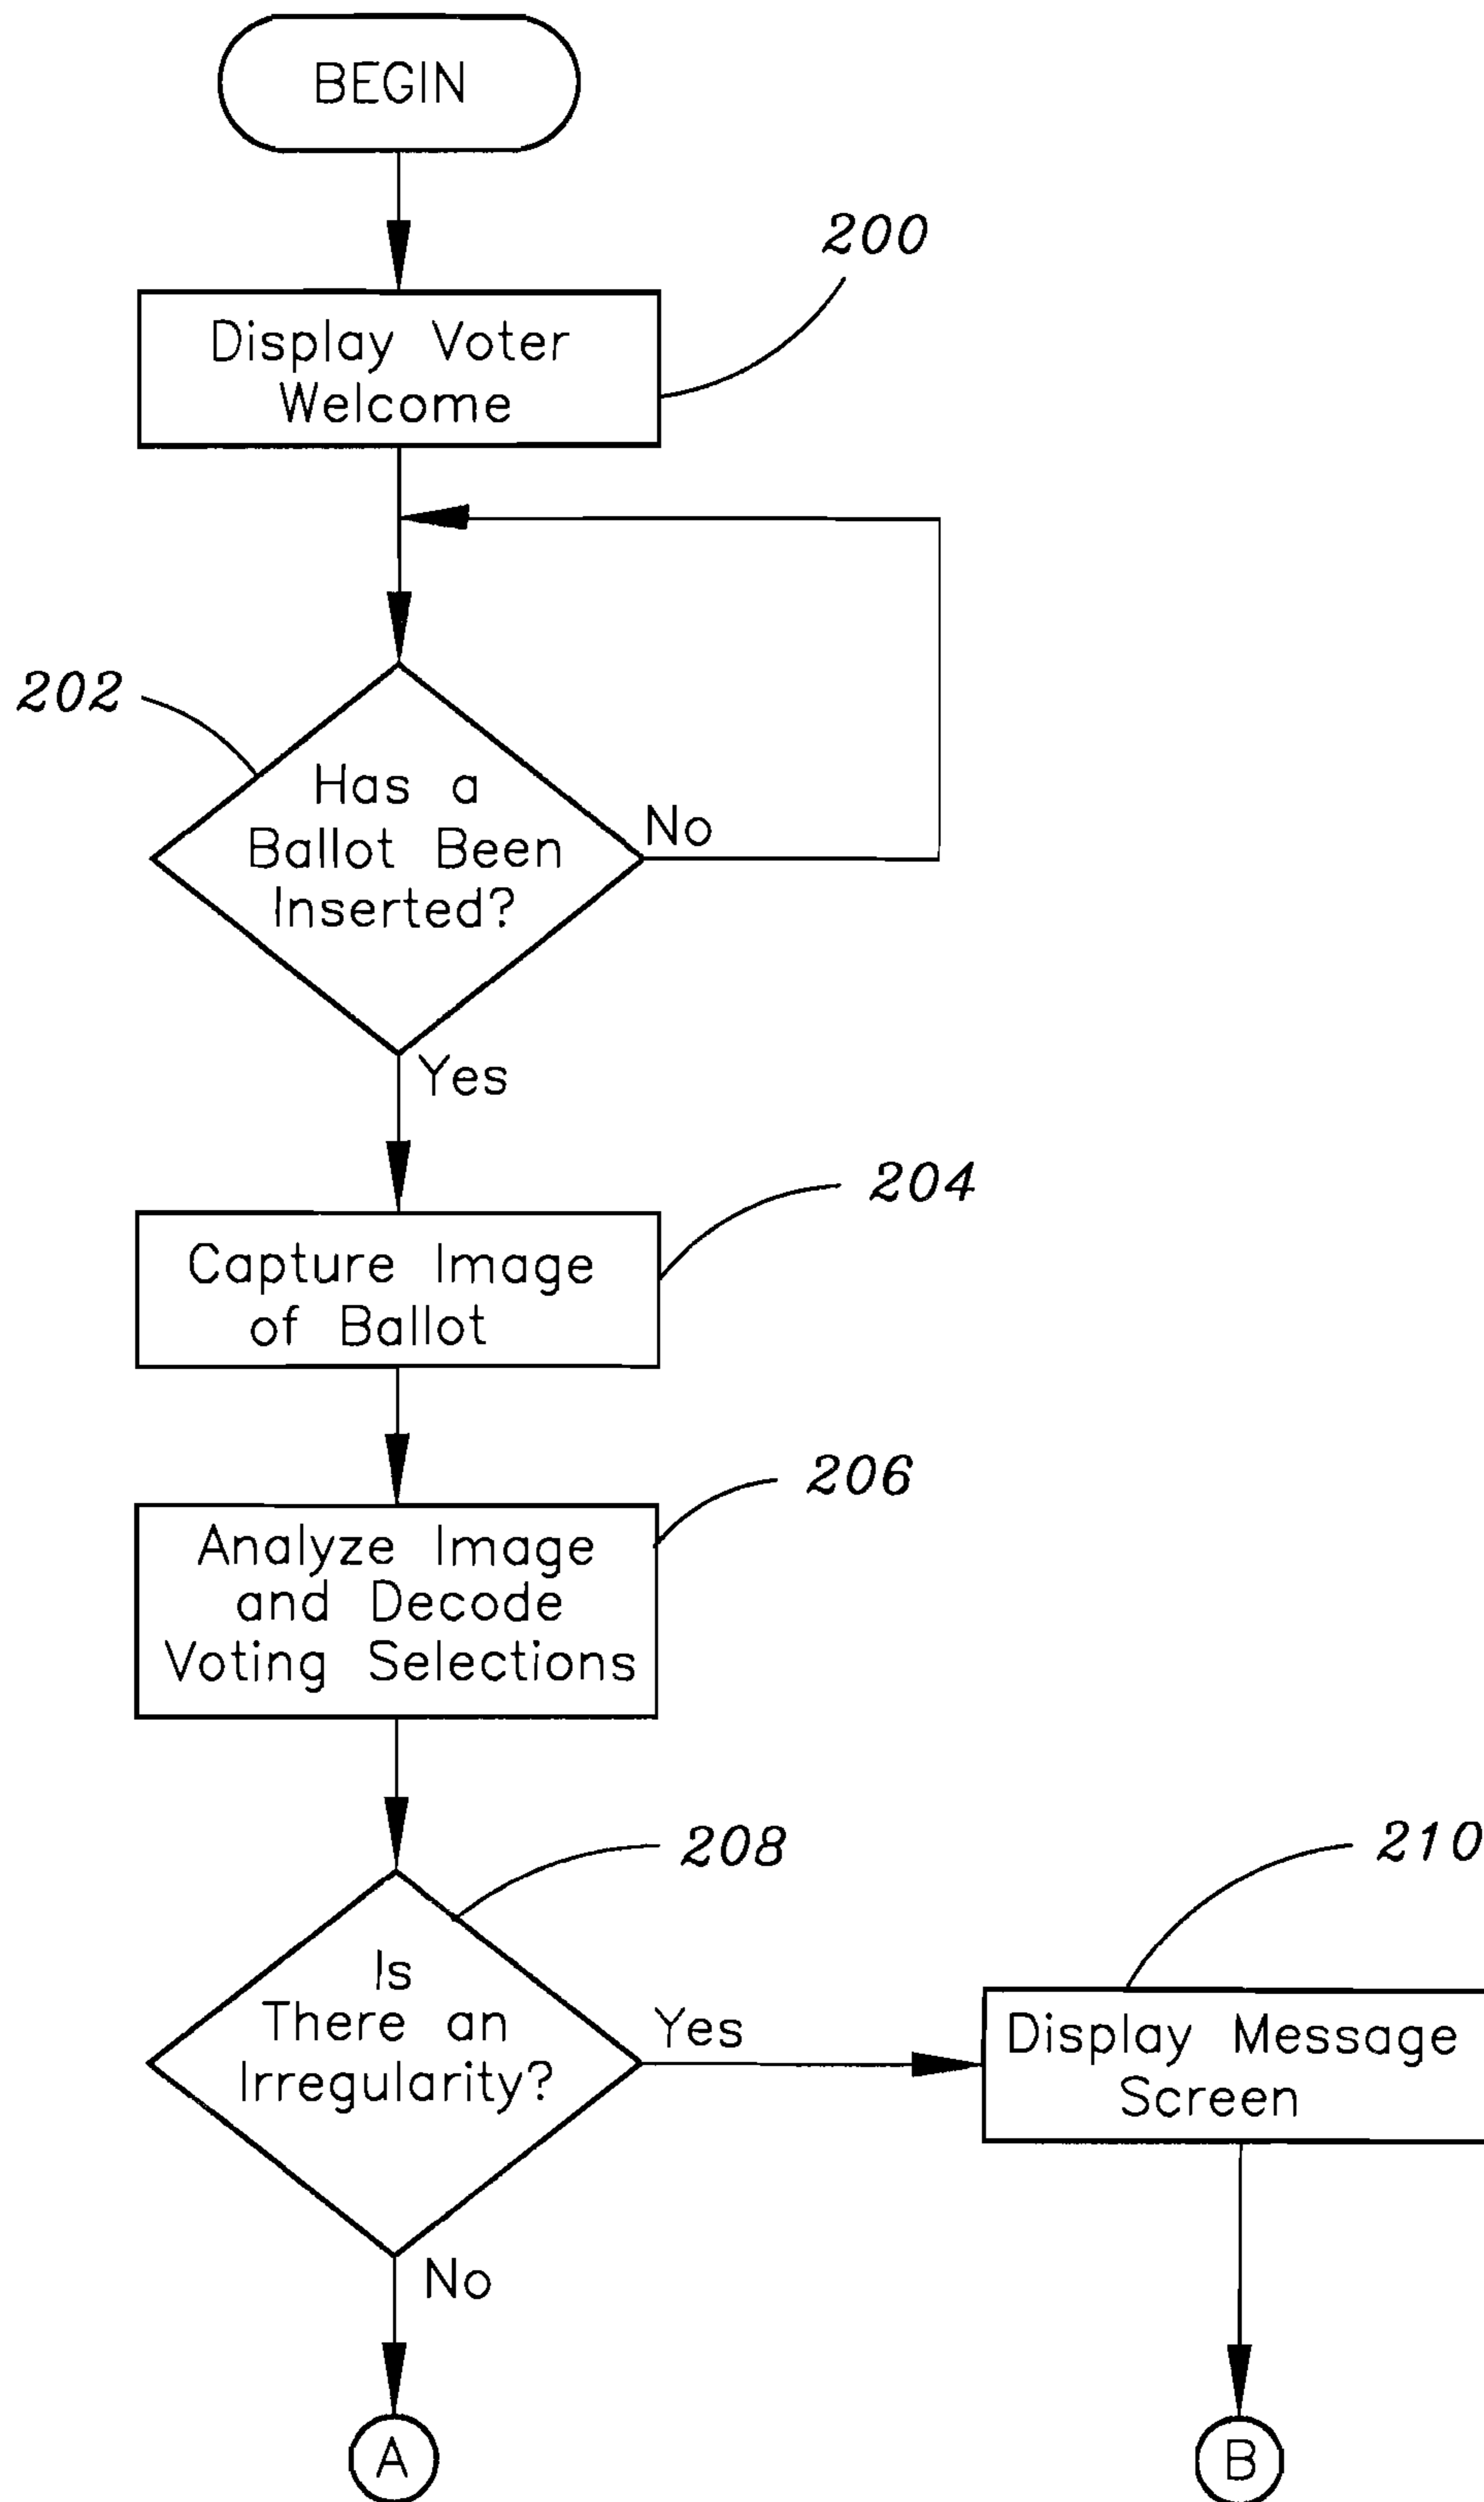 BEGIN
200
Display Voter
Welcome
202
Has a
Ballot Been
Inserted?
No
Yes
204
Capture Image
of Ballot
206
Analyze Image
and Decode
Voting Selections
208
210
Is
There an
Irregularity?
Yes
Display Message
Screen
No
A
B